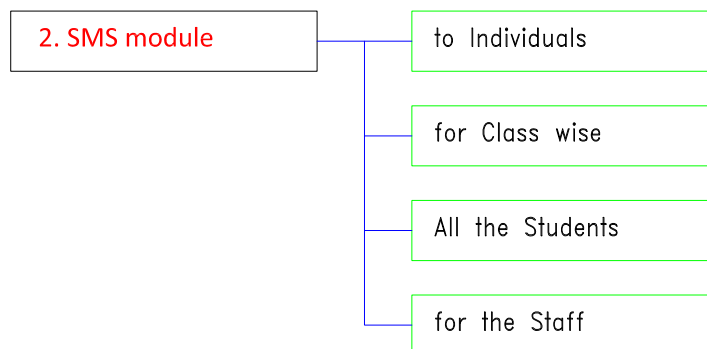 2. SMS module
to Individuals
for Class wise
All the Students
for the Staff